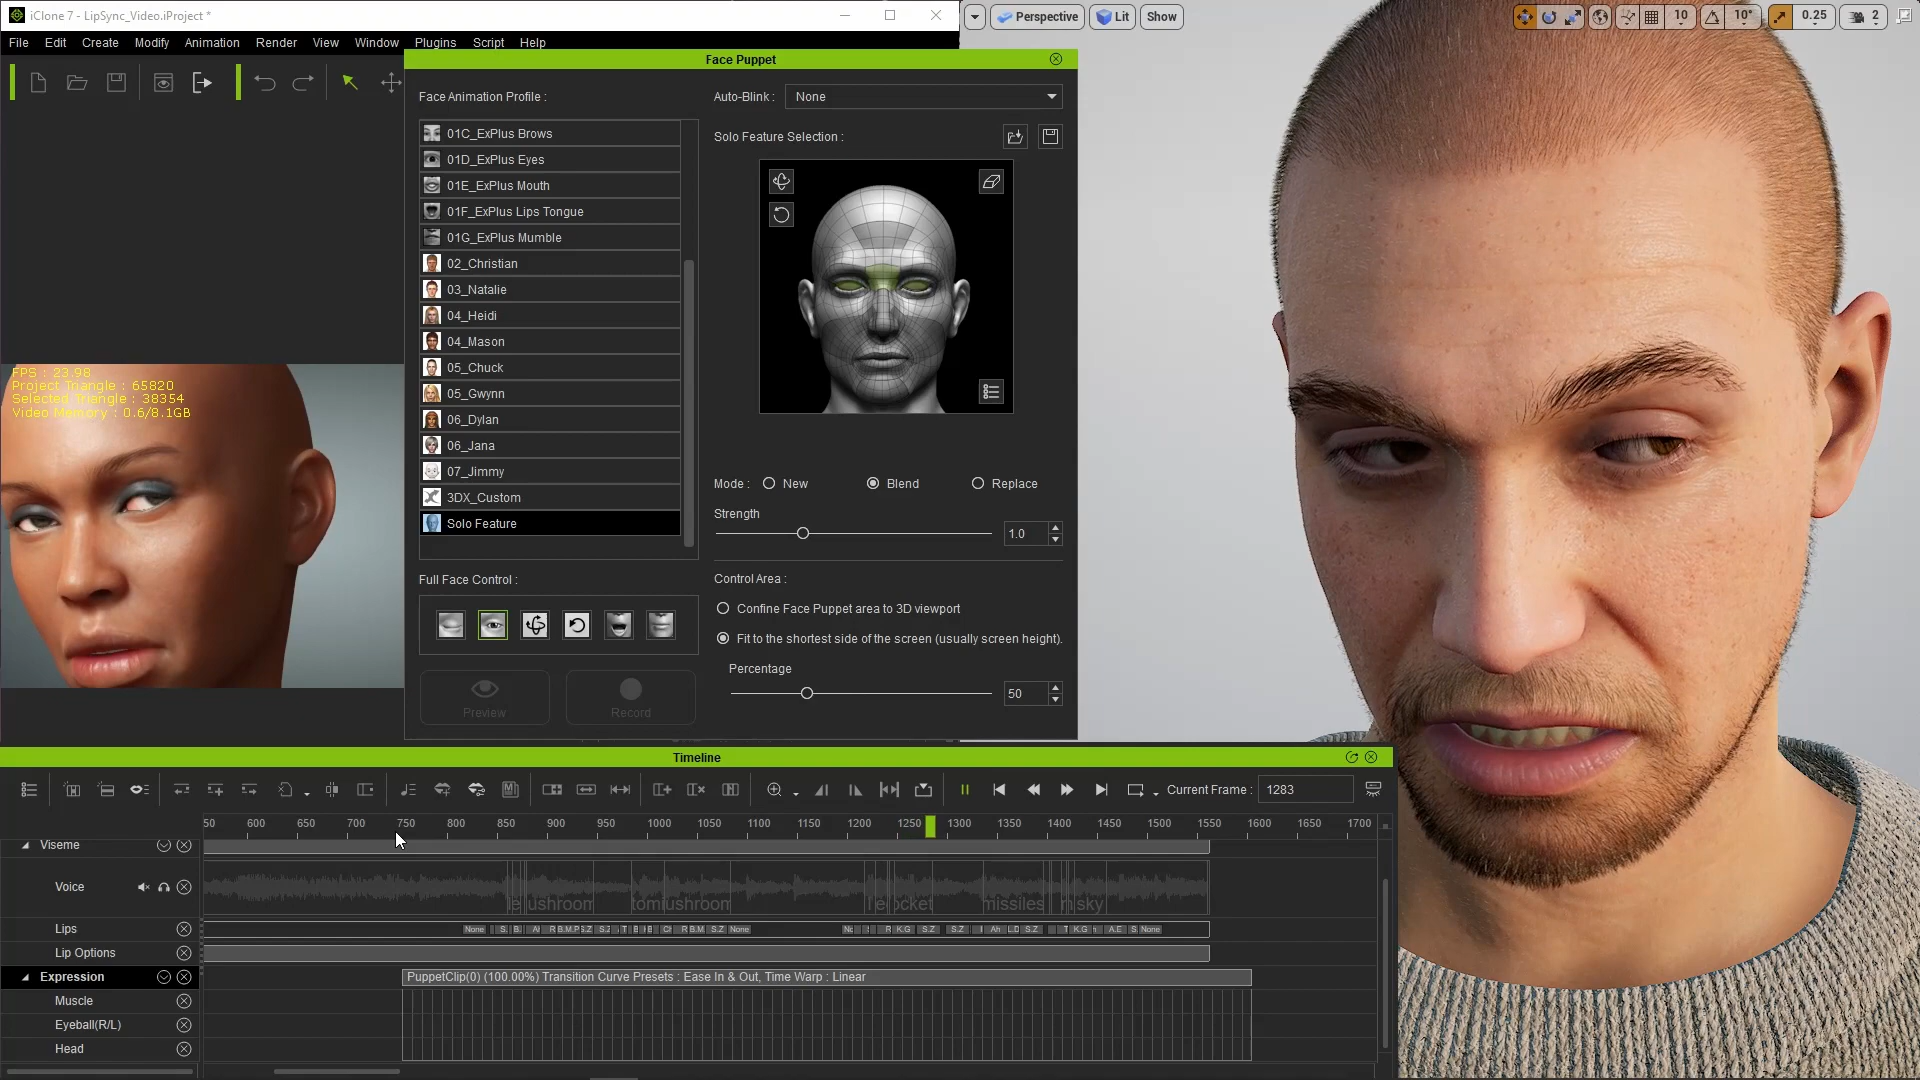 iClone 7 - LipSync_Video.iProject *
File Edit Create Modify Animation Render View Window Plugins Script Help
Perspective Lit Show 10 10° 0.25 2
Face Puppet
Face Animation Profile :
01C_ExPlus Brows
01D_ExPlus Eyes
01E_ExPlus Mouth
01F_ExPlus Lips Tongue
01G_ExPlus Mumble
02_Christian
03_Natalie
04_Heidi
04_Mason
05_Chuck
05_Gwynn
06_Dylan
06_Jana
07_Jimmy
3DX_Custom
Solo Feature
Full Face Control :
Preview Record
Auto-Blink : None
Solo Feature Selection :
Mode : New Blend Replace
Strength
1.0
Control Area :
Confine Face Puppet area to 3D viewport
Fit to the shortest side of the screen (usually screen height).
Percentage
50
FPS : 23.98
Project Triangle : 65820
Selected Triangle : 38354
Video Memory : 0.6/8.1GB
Timeline
Current Frame : 1283
50 600 650 700 750 800 850 900 950 1000 1050 1100 1150 1200 1250 1300 1350 1400 1450 1500 1550 1600 1650 1700
Viseme
Voice
ushroom ushroom ocket missiles sky
Lips
None B.M.P S.Z R B.M. S.Z None R K.G S.Z S.Z Ah S.Z T K.G A.E S None
Lip Options
Expression
PuppetClip(0) (100.00%) Transition Curve Presets : Ease In & Out, Time Warp : Linear
Muscle
Eyeball(R/L)
Head